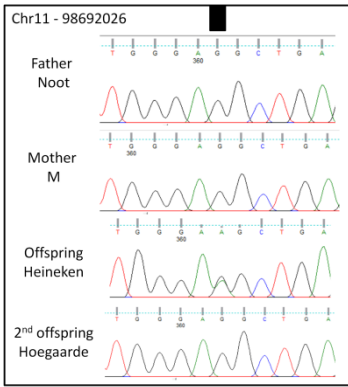 Chr11 - 98692026
T G G G A G G C T G A
360
Father
Noot
T G G G A G G C T G A
360
Mother
M
T G G G A A G C T G A
360
Offspring
Heineken
T G G G A G G C T G A
360
2nd offspring
Hoegaarde